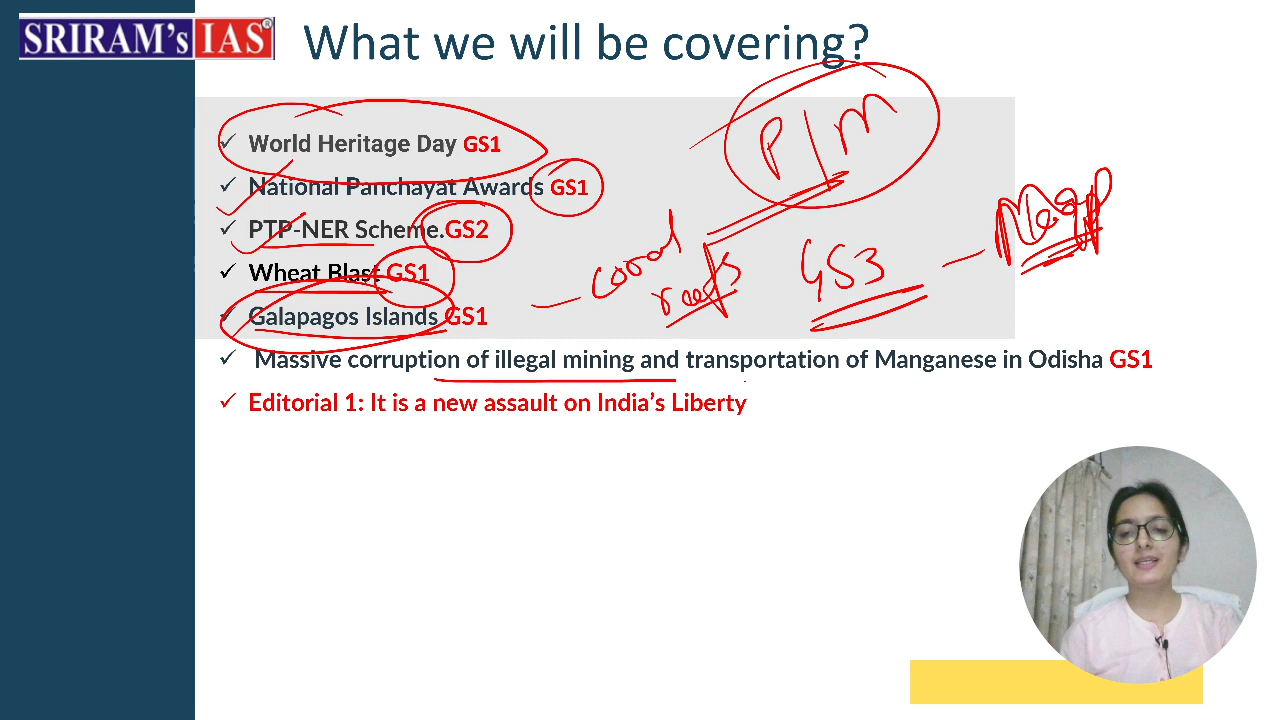 SRIRAM's IAS®
What we will be covering?
P/M
✓ World Heritage Day GS1
✓ National Panchayat Awards GS1
✓ PTP-NER Scheme.GS2
✓ Wheat Blast GS1
✓ Galapagos Islands GS1
— coral
reefs
GS3
— Map
✓ Massive corruption of illegal mining and transportation of Manganese in Odisha GS1
✓ Editorial 1: It is a new assault on India's Liberty